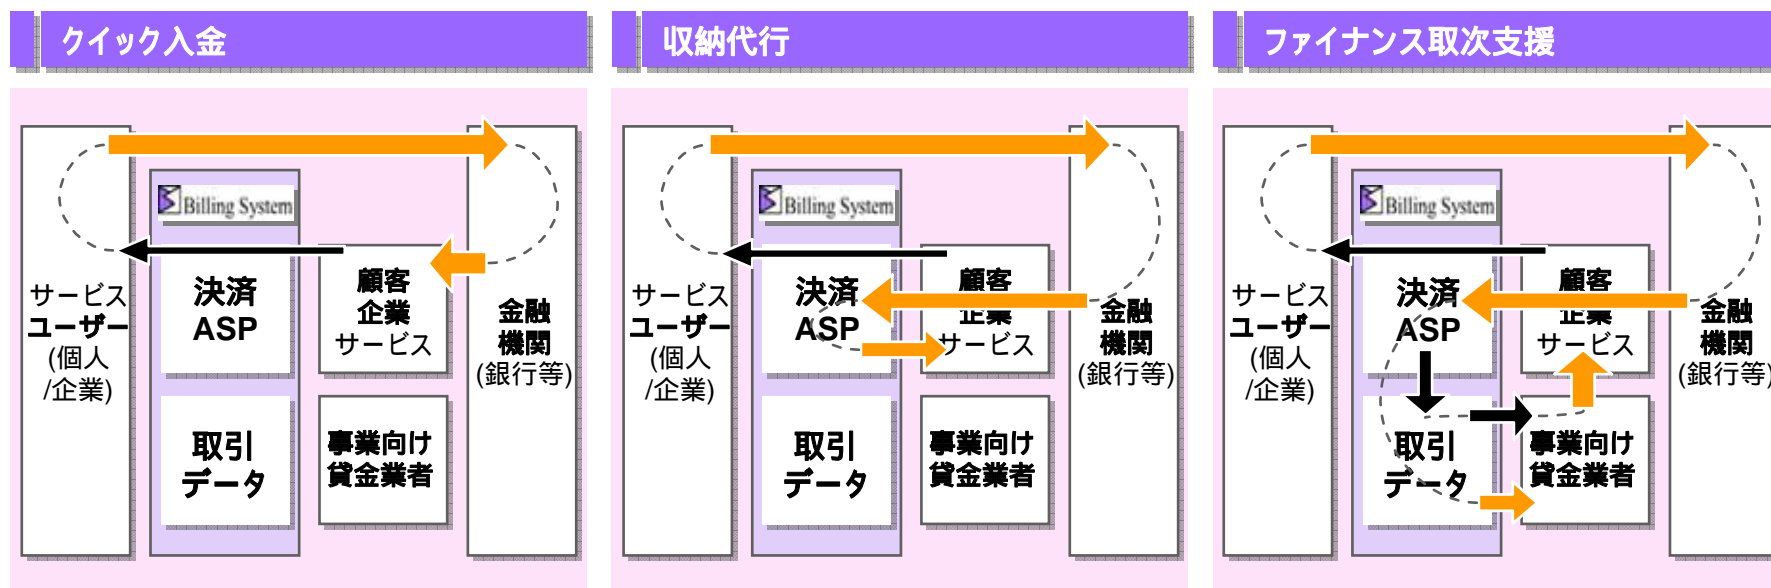 クイック入金
Billing System
サービス
ユーザー
(個人
/企業)
決済
ASP
顧客
企業
サービス
金融
機関
(銀行等)
取引
データ
事業向け
貸金業者
収納代行
Billing System
サービス
ユーザー
(個人
/企業)
決済
ASP
顧客
企業
サービス
金融
機関
(銀行等)
取引
データ
事業向け
貸金業者
ファイナンス取次支援
Billing System
サービス
ユーザー
(個人
/企業)
決済
ASP
顧客
企業
サービス
金融
機関
(銀行等)
取引
データ
事業向け
貸金業者